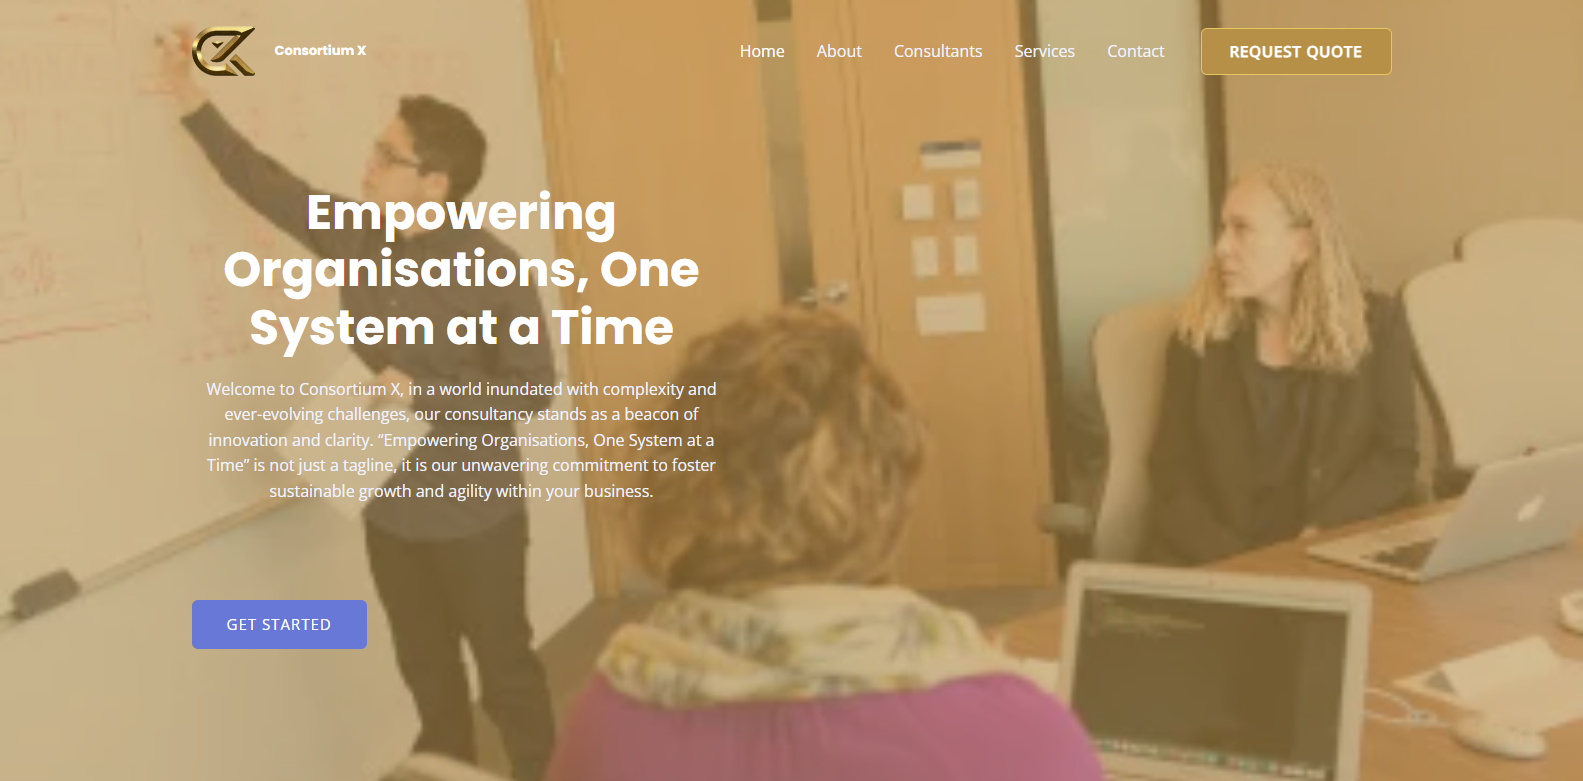 Consortium X
Home About Consultants Services Contact REQUEST QUOTE
Empowering
Organisations, One
System at a Time
Welcome to Consortium X, in a world inundated with complexity and
ever-evolving challenges, our consultancy stands as a beacon of
innovation and clarity. “Empowering Organisations, One System at a
Time” is not just a tagline, it is our unwavering commitment to foster
sustainable growth and agility within your business.
GET STARTED